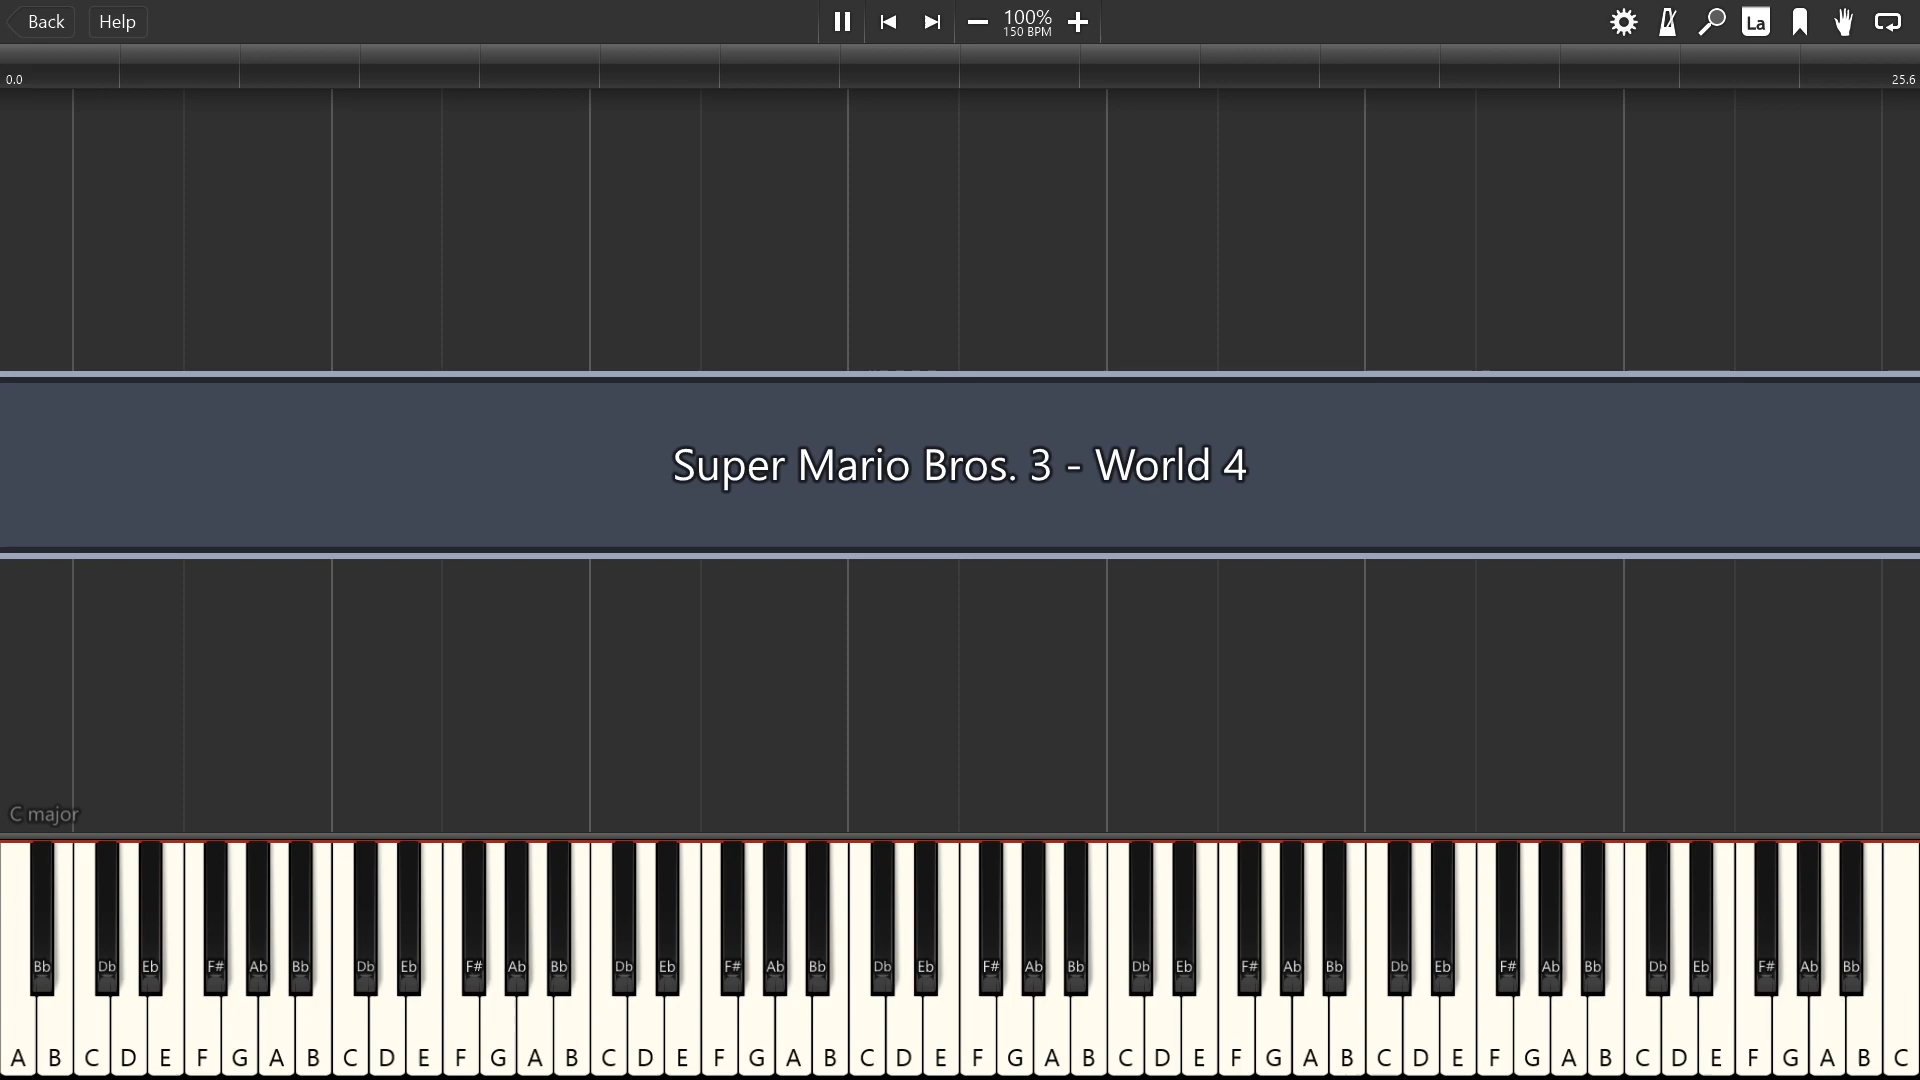 Back Help 100% La
150 BPM
0.0 25.6
Super Mario Bros. 3 - World 4
C major
Bb Db Eb F# Ab Bb Db Eb F# Ab Bb Db Eb F# Ab Bb Db Eb F# Ab Bb Db Eb F# Ab Bb Db Eb F# Ab Bb Db Eb F# Ab Bb
A B C D E F G A B C D E F G A B C D E F G A B C D E F G A B C D E F G A B C D E F G A B C D E F G A B C